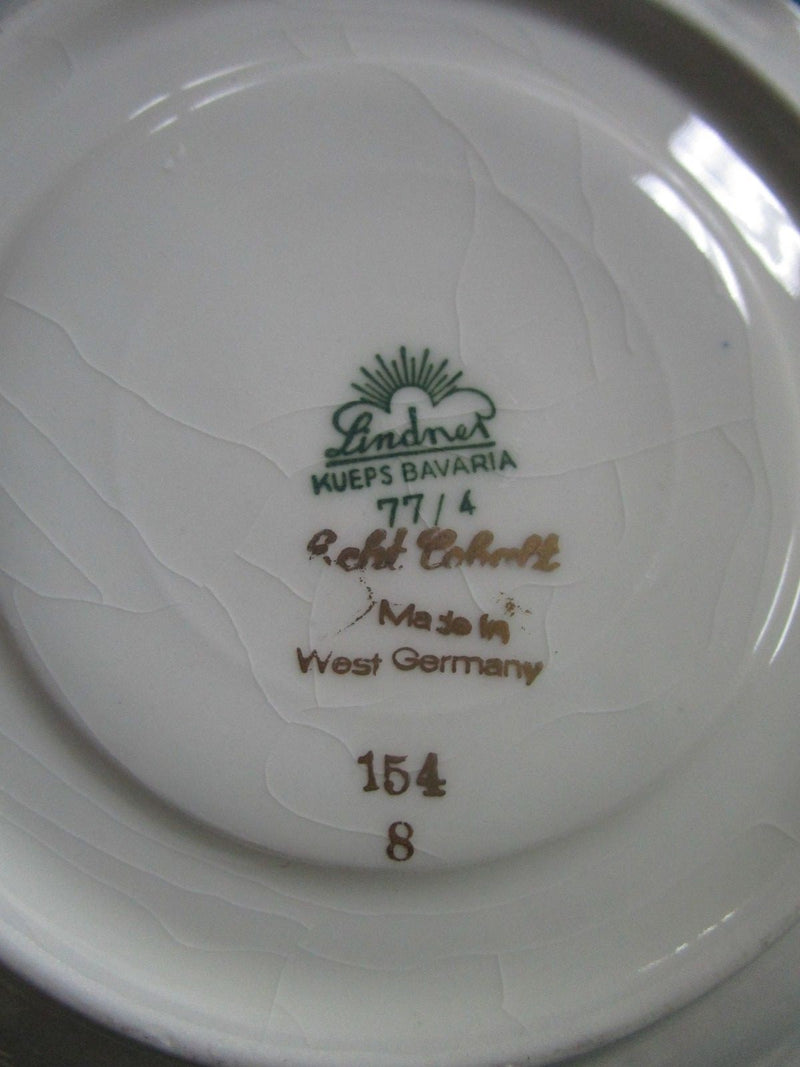 Lindner
KUEPS BAVARIA
77/4
Echt Cobalt
Made in
West Germany
154
8